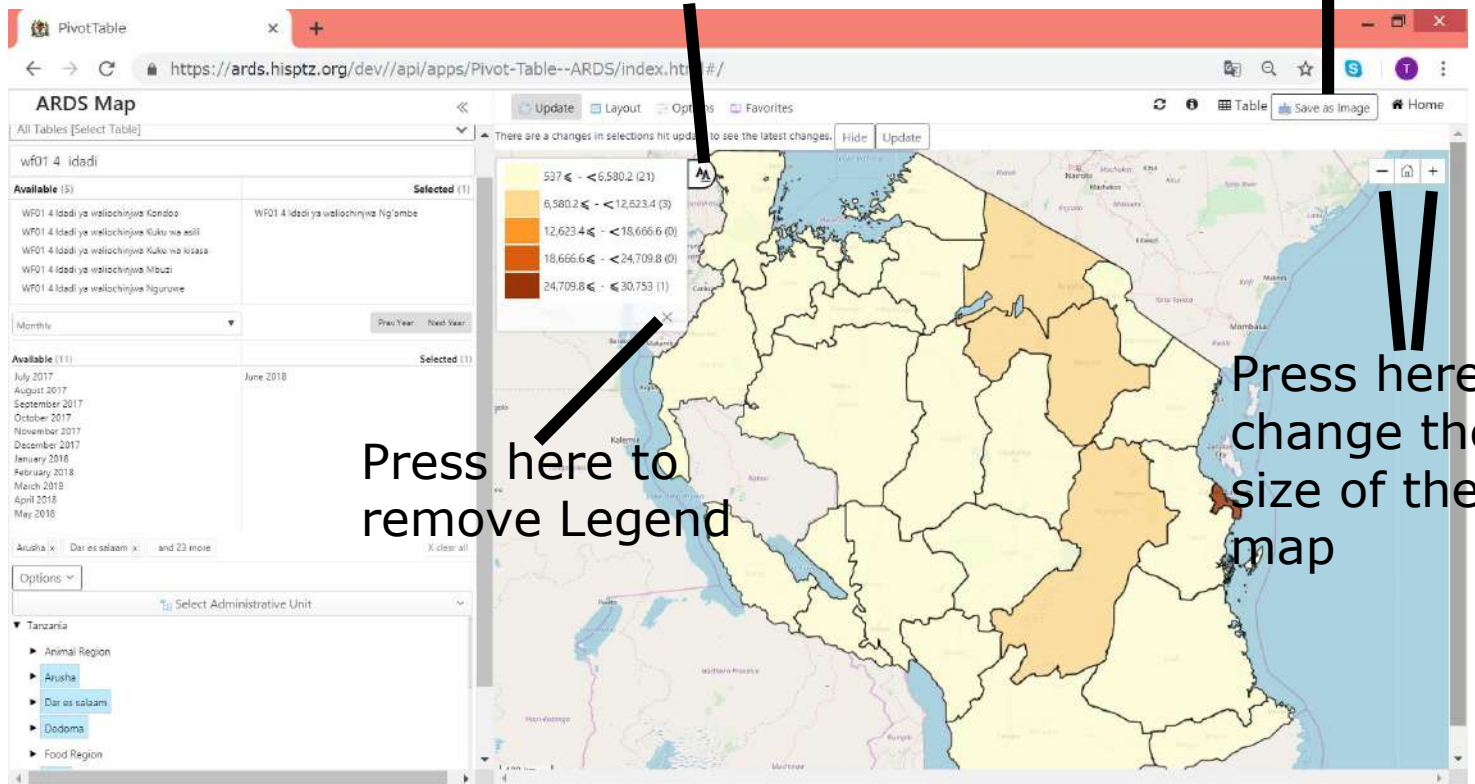 PivotTable
https://ards.hisptz.org/dev//api/apps/Pivot-Table--ARDS/index.html#/
T
ARDS Map
Update Layout Options Favorites
Table Save as Image Home
All Tables [Select Table]
There are a changes in selections hit update to see the latest changes. Hide Update
wf01 4 idadi
Available (5) Selected (1)
WF01 4 Idadi ya waliochinjwa Kondoo
WF01 4 Idadi ya waliochinjwa Kuku wa asili
WF01 4 Idadi ya waliochinjwa Kuku wa kisasa
WF01 4 Idadi ya waliochinjwa Mbuzi
WF01 4 Idadi ya waliochinjwa Nguruwe
WF01 4 Idadi ya waliochinjwa Ng'ombe
537⩽ - <6,580.2 (21)
6,580.2⩽ - <12,623.4 (3)
12,623.4⩽ - <18,666.6 (0)
18,666.6⩽ - <24,709.8 (0)
24,709.8⩽ - ⩽30,753 (1)
Monthly Prev Year Next Year
Available (11) Selected (1)
July 2017
August 2017
September 2017
October 2017
November 2017
December 2017
January 2018
February 2018
March 2018
April 2018
May 2018
June 2018
Arusha x Dar es salaam x and 23 more X clear all
Options
Select Administrative Unit
Tanzania
Animal Region
Arusha
Dar es salaam
Dodoma
Food Region
Press here to
remove Legend
Press here
change the
size of the
map
Nairobi
Machakos
Mombasa
Kalemie
Northern Province